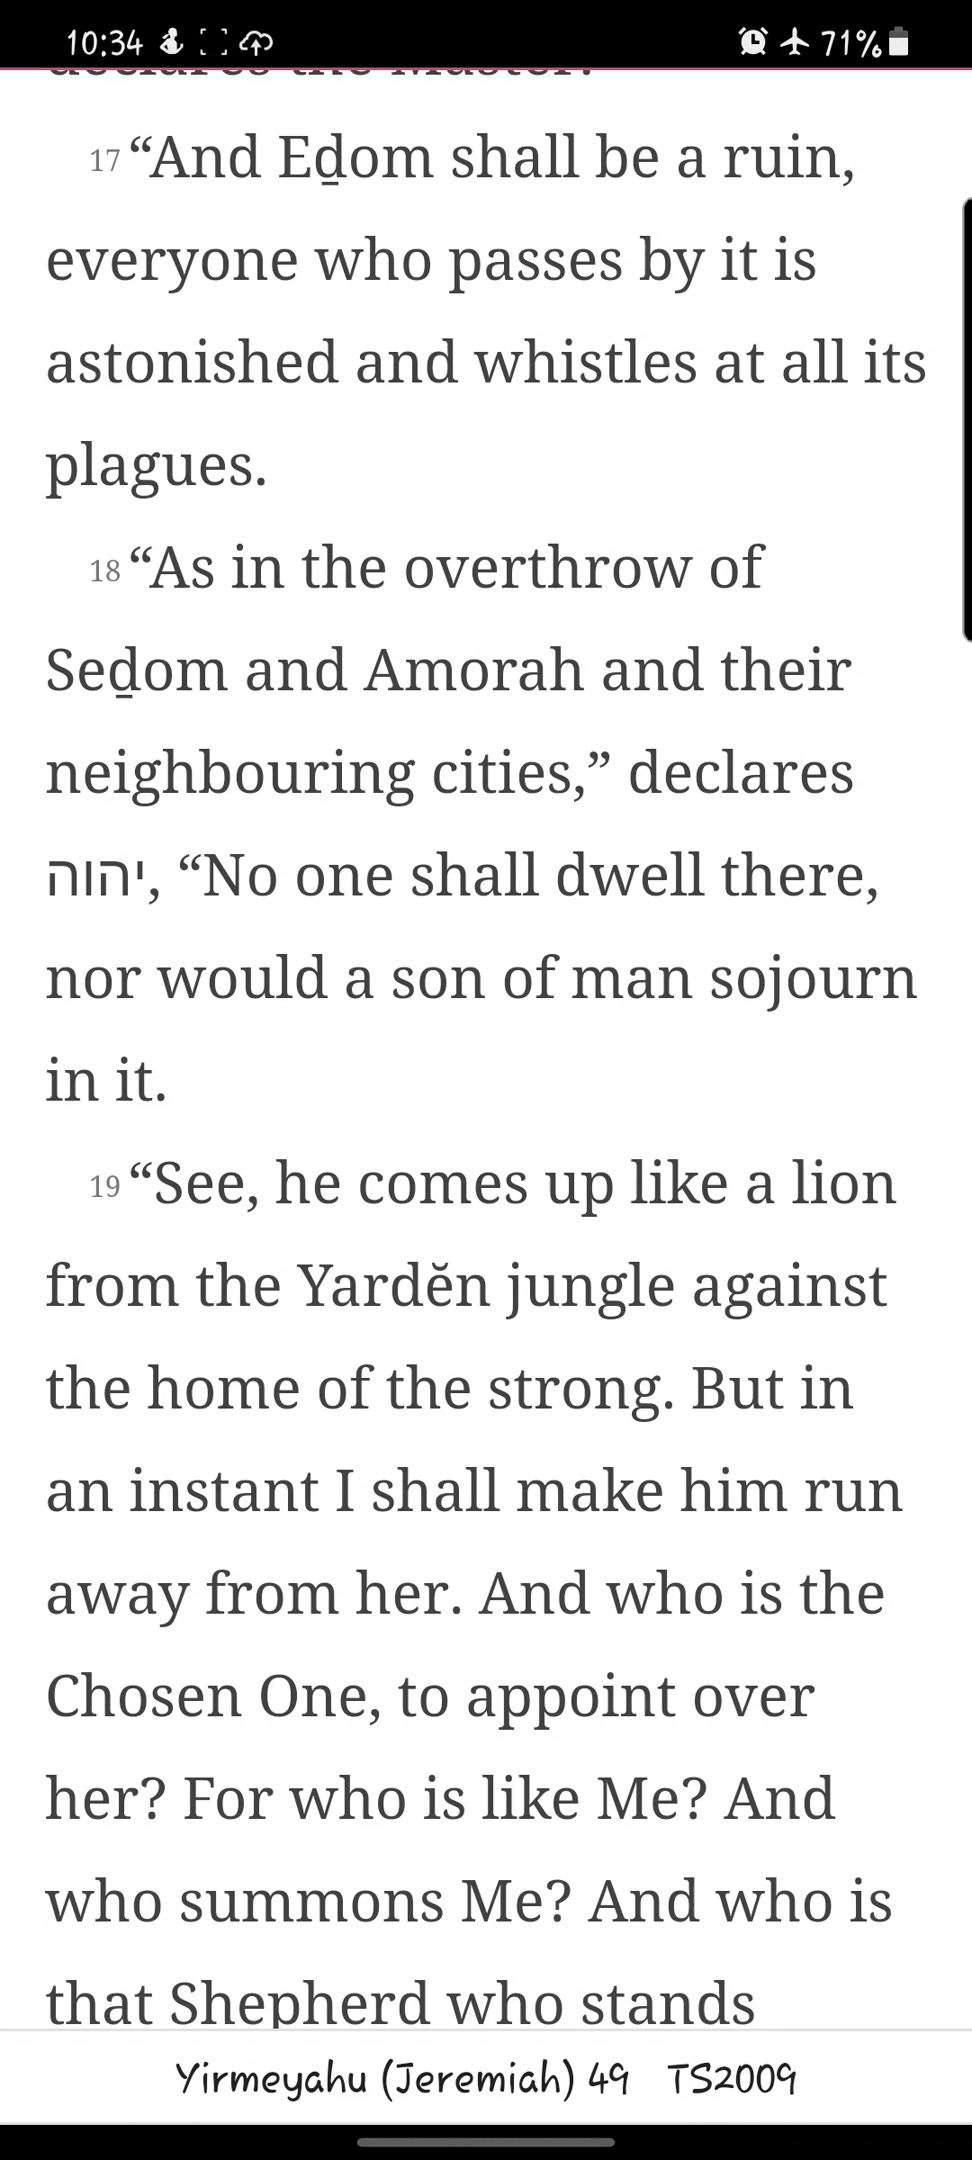 10:34 71%
declares the Master.
17 “And Eḏom shall be a ruin,
everyone who passes by it is
astonished and whistles at all its
plagues.
18 “As in the overthrow of
Seḏom and Amorah and their
neighbouring cities,” declares
יהוה, “No one shall dwell there,
nor would a son of man sojourn
in it.
19 “See, he comes up like a lion
from the Yardĕn jungle against
the home of the strong. But in
an instant I shall make him run
away from her. And who is the
Chosen One, to appoint over
her? For who is like Me? And
who summons Me? And who is
that Shepherd who stands
Yirmeyahu (Jeremiah) 49 TS2009